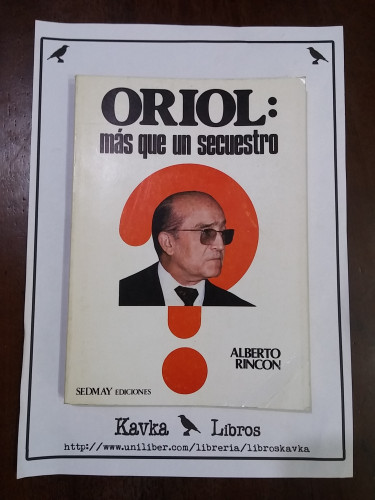 ORIOL:
más que un secuestro
?
ALBERTO
RINCON
SEDMAY EDICIONES
Kavka Libros
http://www.uniliber.com/libreria/libroskavka